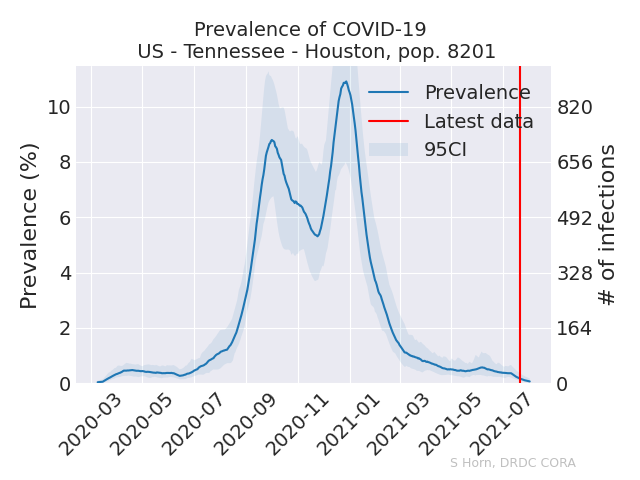 Prevalence of COVID-19
US - Tennessee - Houston, pop. 8201
Prevalence
Latest data
95CI
Prevalence (%)
10
8
6
4
2
0
820
656
492
328
164
0
# of infections
2020-03
2020-05
2020-07
2020-09
2020-11
2021-01
2021-03
2021-05
2021-07
S Horn, DRDC CORA